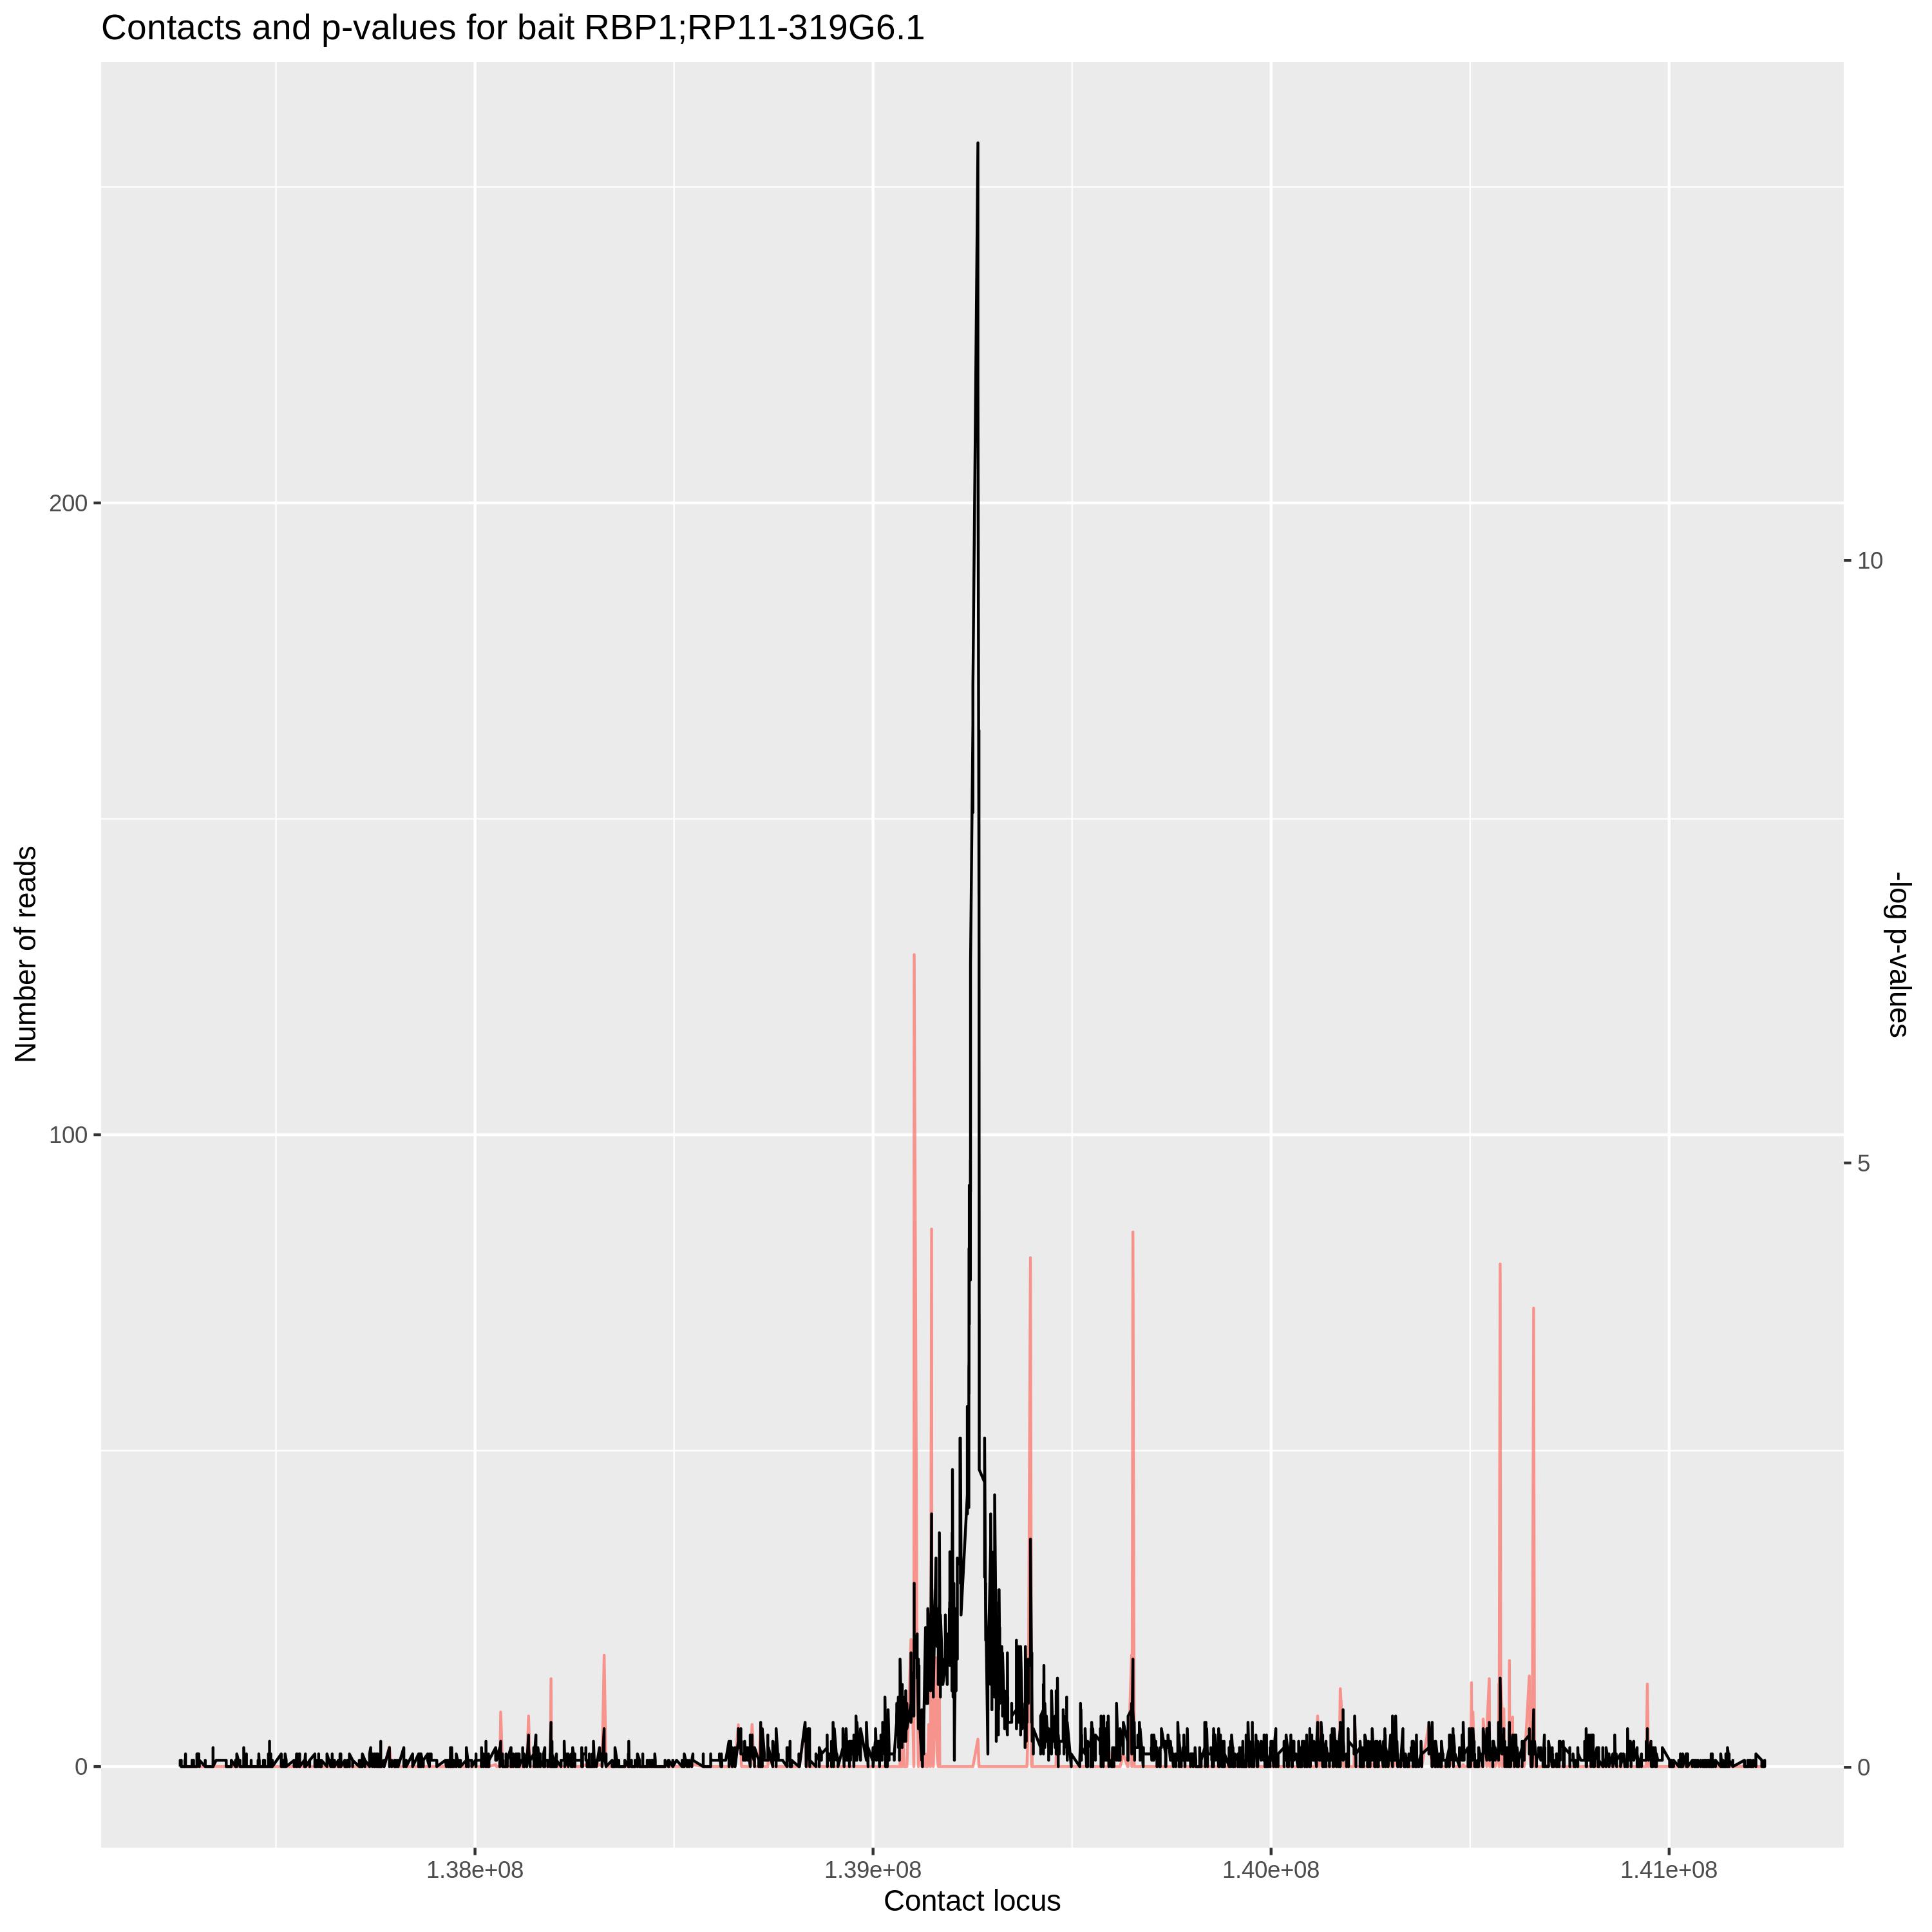 Contacts and p-values for bait RBP1;RP11-319G6.1
200
100
0
Number of reads
10
5
0
-log p-values
1.38e+08
1.39e+08
1.40e+08
1.41e+08
Contact locus